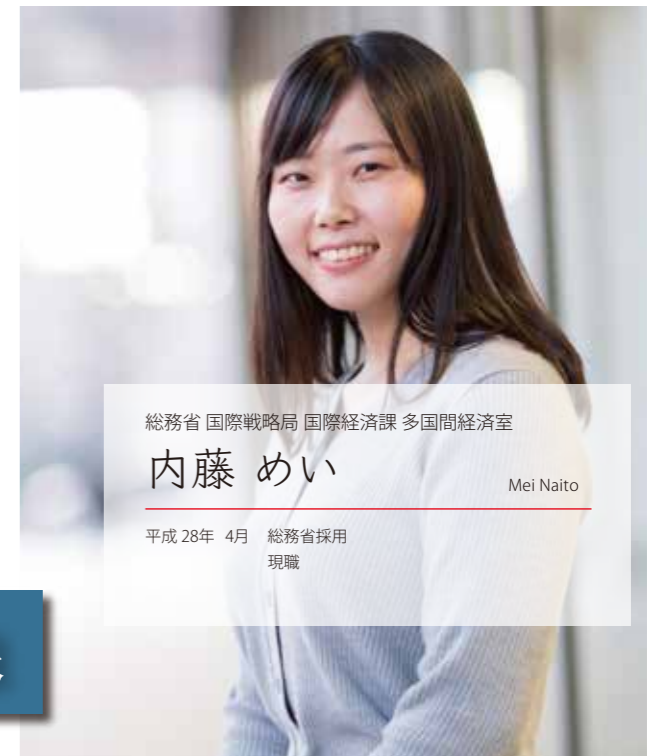 総務省 国際戦略局 国際経済課 多国間経済室
内藤 めい
Mei Naito
平成 28年 4月 総務省採用
現職